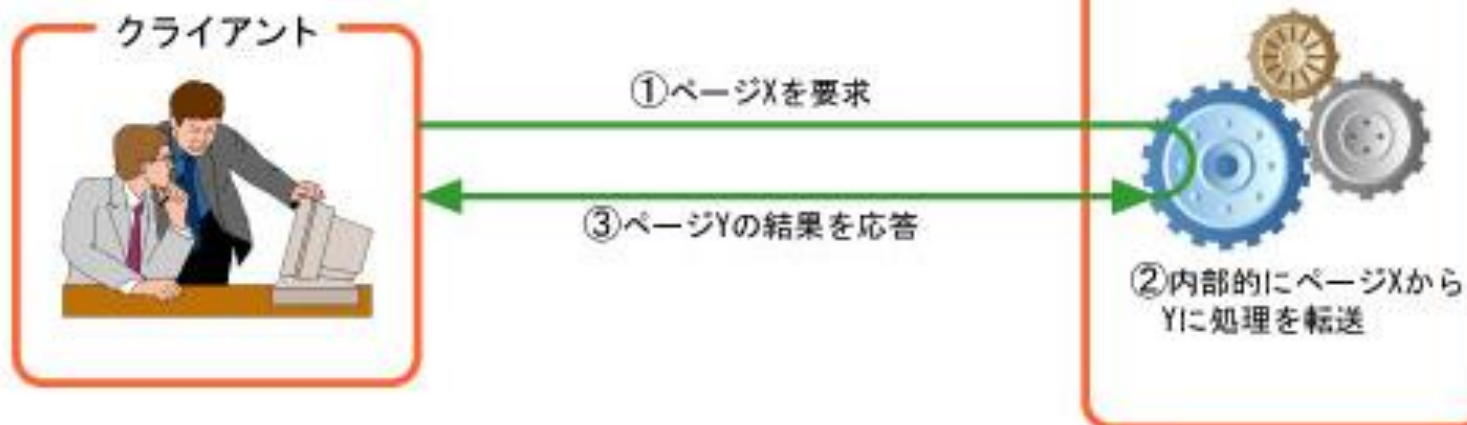 クライアント
①ページXを要求
③ページYの結果を応答
②内部的にページXから
Yに処理を転送